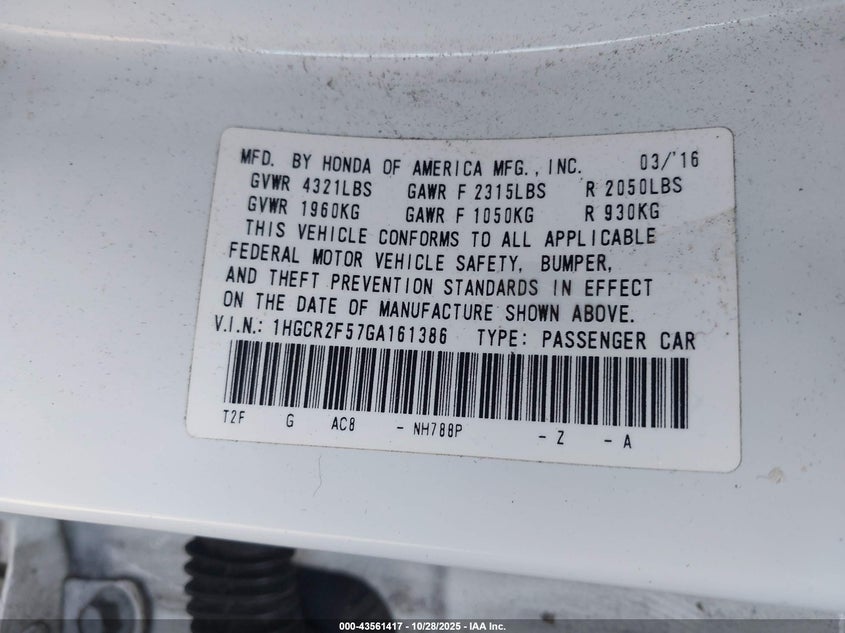 MFD. BY HONDA OF AMERICA MFG., INC. 03/'16
GVWR 4321LBS GAWR F 2315LBS R 2050LBS
GVWR 1960KG GAWR F 1050KG R 930KG
THIS VEHICLE CONFORMS TO ALL APPLICABLE
FEDERAL MOTOR VEHICLE SAFETY, BUMPER,
AND THEFT PREVENTION STANDARDS IN EFFECT
ON THE DATE OF MANUFACTURE SHOWN ABOVE.
V.I.N.: 1HGCR2F57GA161386 TYPE: PASSENGER CAR
T2F G AC8 - NH788P - Z - A
000-43561417 - 10/28/2025 - IAA Inc.